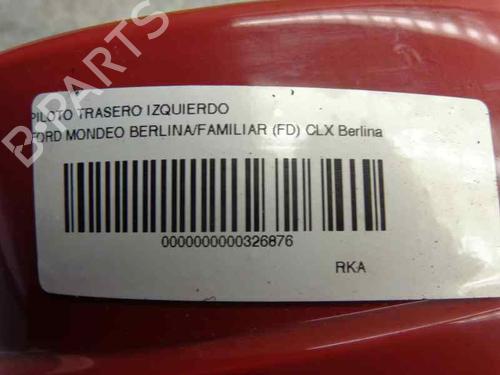 B PARTS
PILOTO TRASERO IZQUIERDO
FORD MONDEO BERLINA/FAMILIAR (FD) CLX Berlina
0000000000326876
RKA